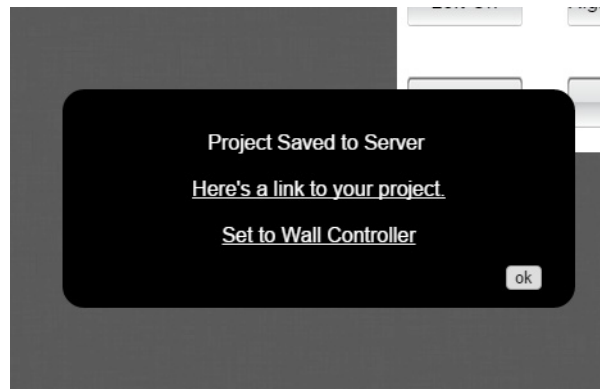 Project Saved to Server
Here's a link to your project.
Set to Wall Controller
ok